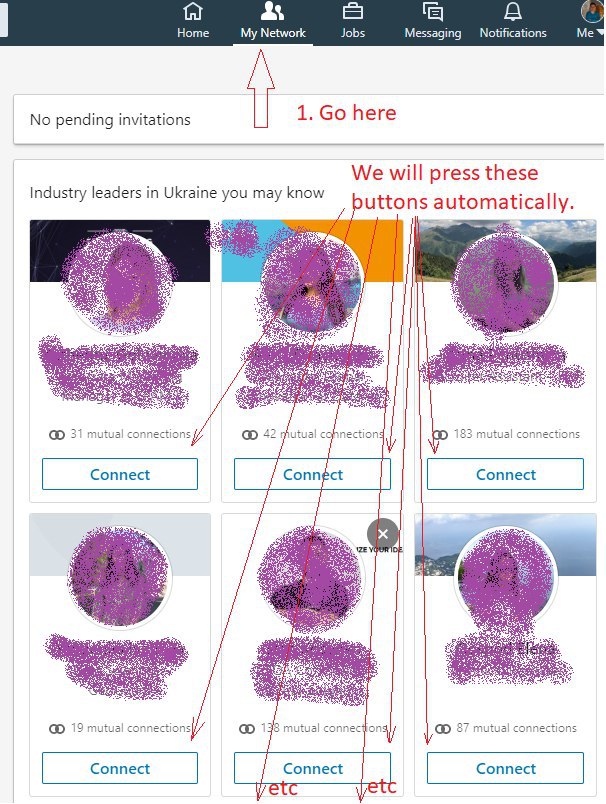 Home My Network Jobs Messaging Notifications Me
1. Go here
No pending invitations
We will press these
Industry leaders in Ukraine you may know
buttons automatically.
31 mutual connections 42 mutual connections 183 mutual connections
Connect Connect Connect
IZE YOUR IDE
Elena
19 mutual connections 138 mutual connections 87 mutual connections
Connect Connect Connect
etc etc